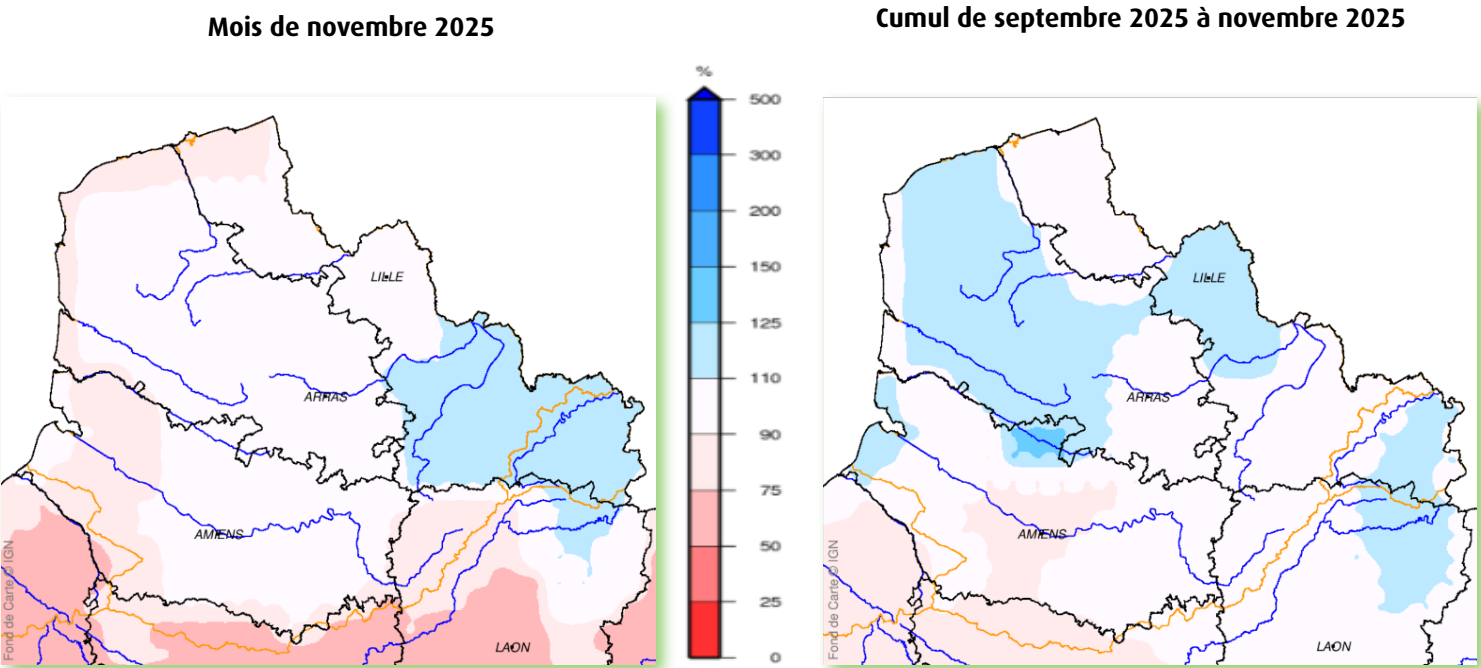 Mois de novembre 2025
Cumul de septembre 2025 à novembre 2025
%
500
300
200
150
125
110
90
75
50
25
0
LILLE
ARRAS
AMIENS
LAON
Fond de Carte © IGN
LILLE
ARRAS
AMIENS
LAON
Fond de Carte © IGN